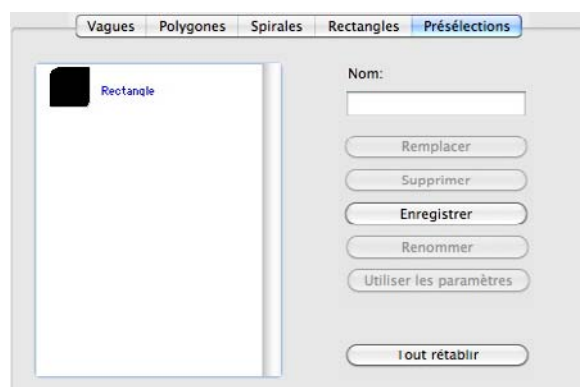 Vagues Polygones Spirales Rectangles Présélections
Rectangle
Nom:
Remplacer
Supprimer
Enregistrer
Renommer
Utiliser les paramètres
Tout rétablir